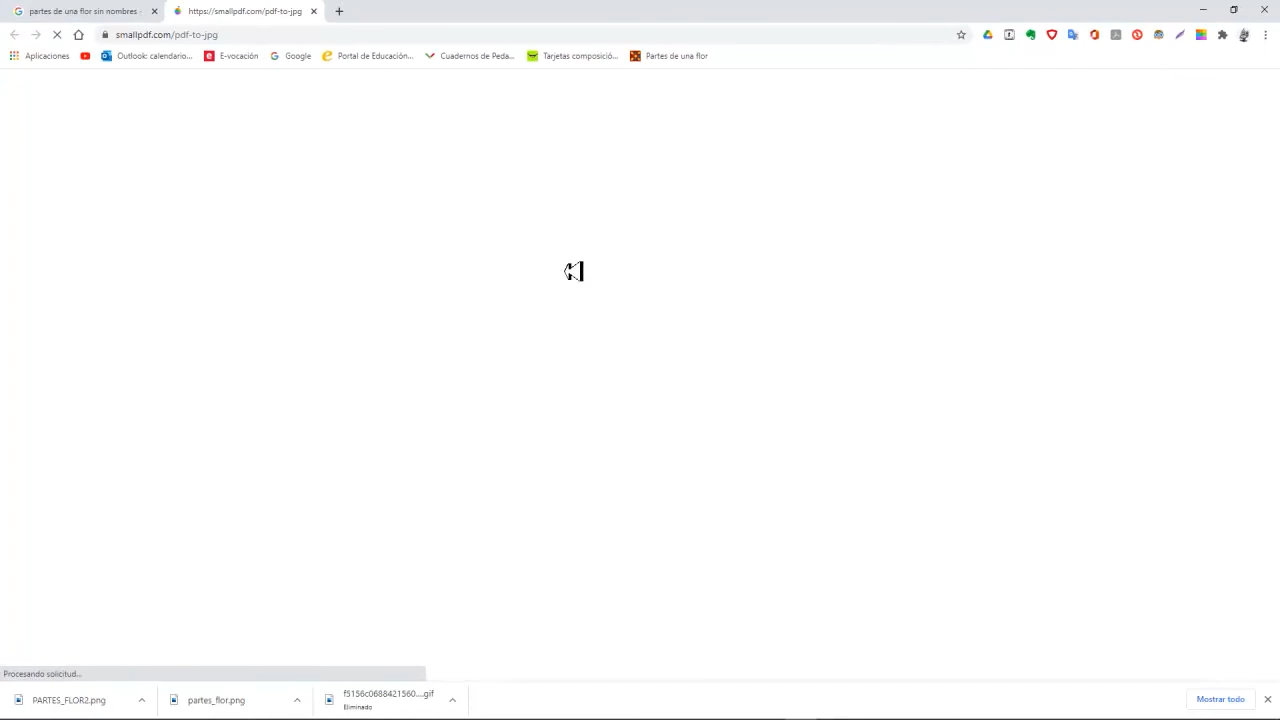 partes de una flor sin nombres -
https://smallpdf.com/pdf-to-jpg
smallpdf.com/pdf-to-jpg
Aplicaciones
Outlook: calendario...
E-vocación
Google
Portal de Educación...
Cuadernos de Peda...
Tarjetas composició...
Partes de una flor
Procesando solicitud...
PARTES_FLOR2.png
partes_flor.png
f5156c0688421560....gif
Eliminado
Mostrar todo